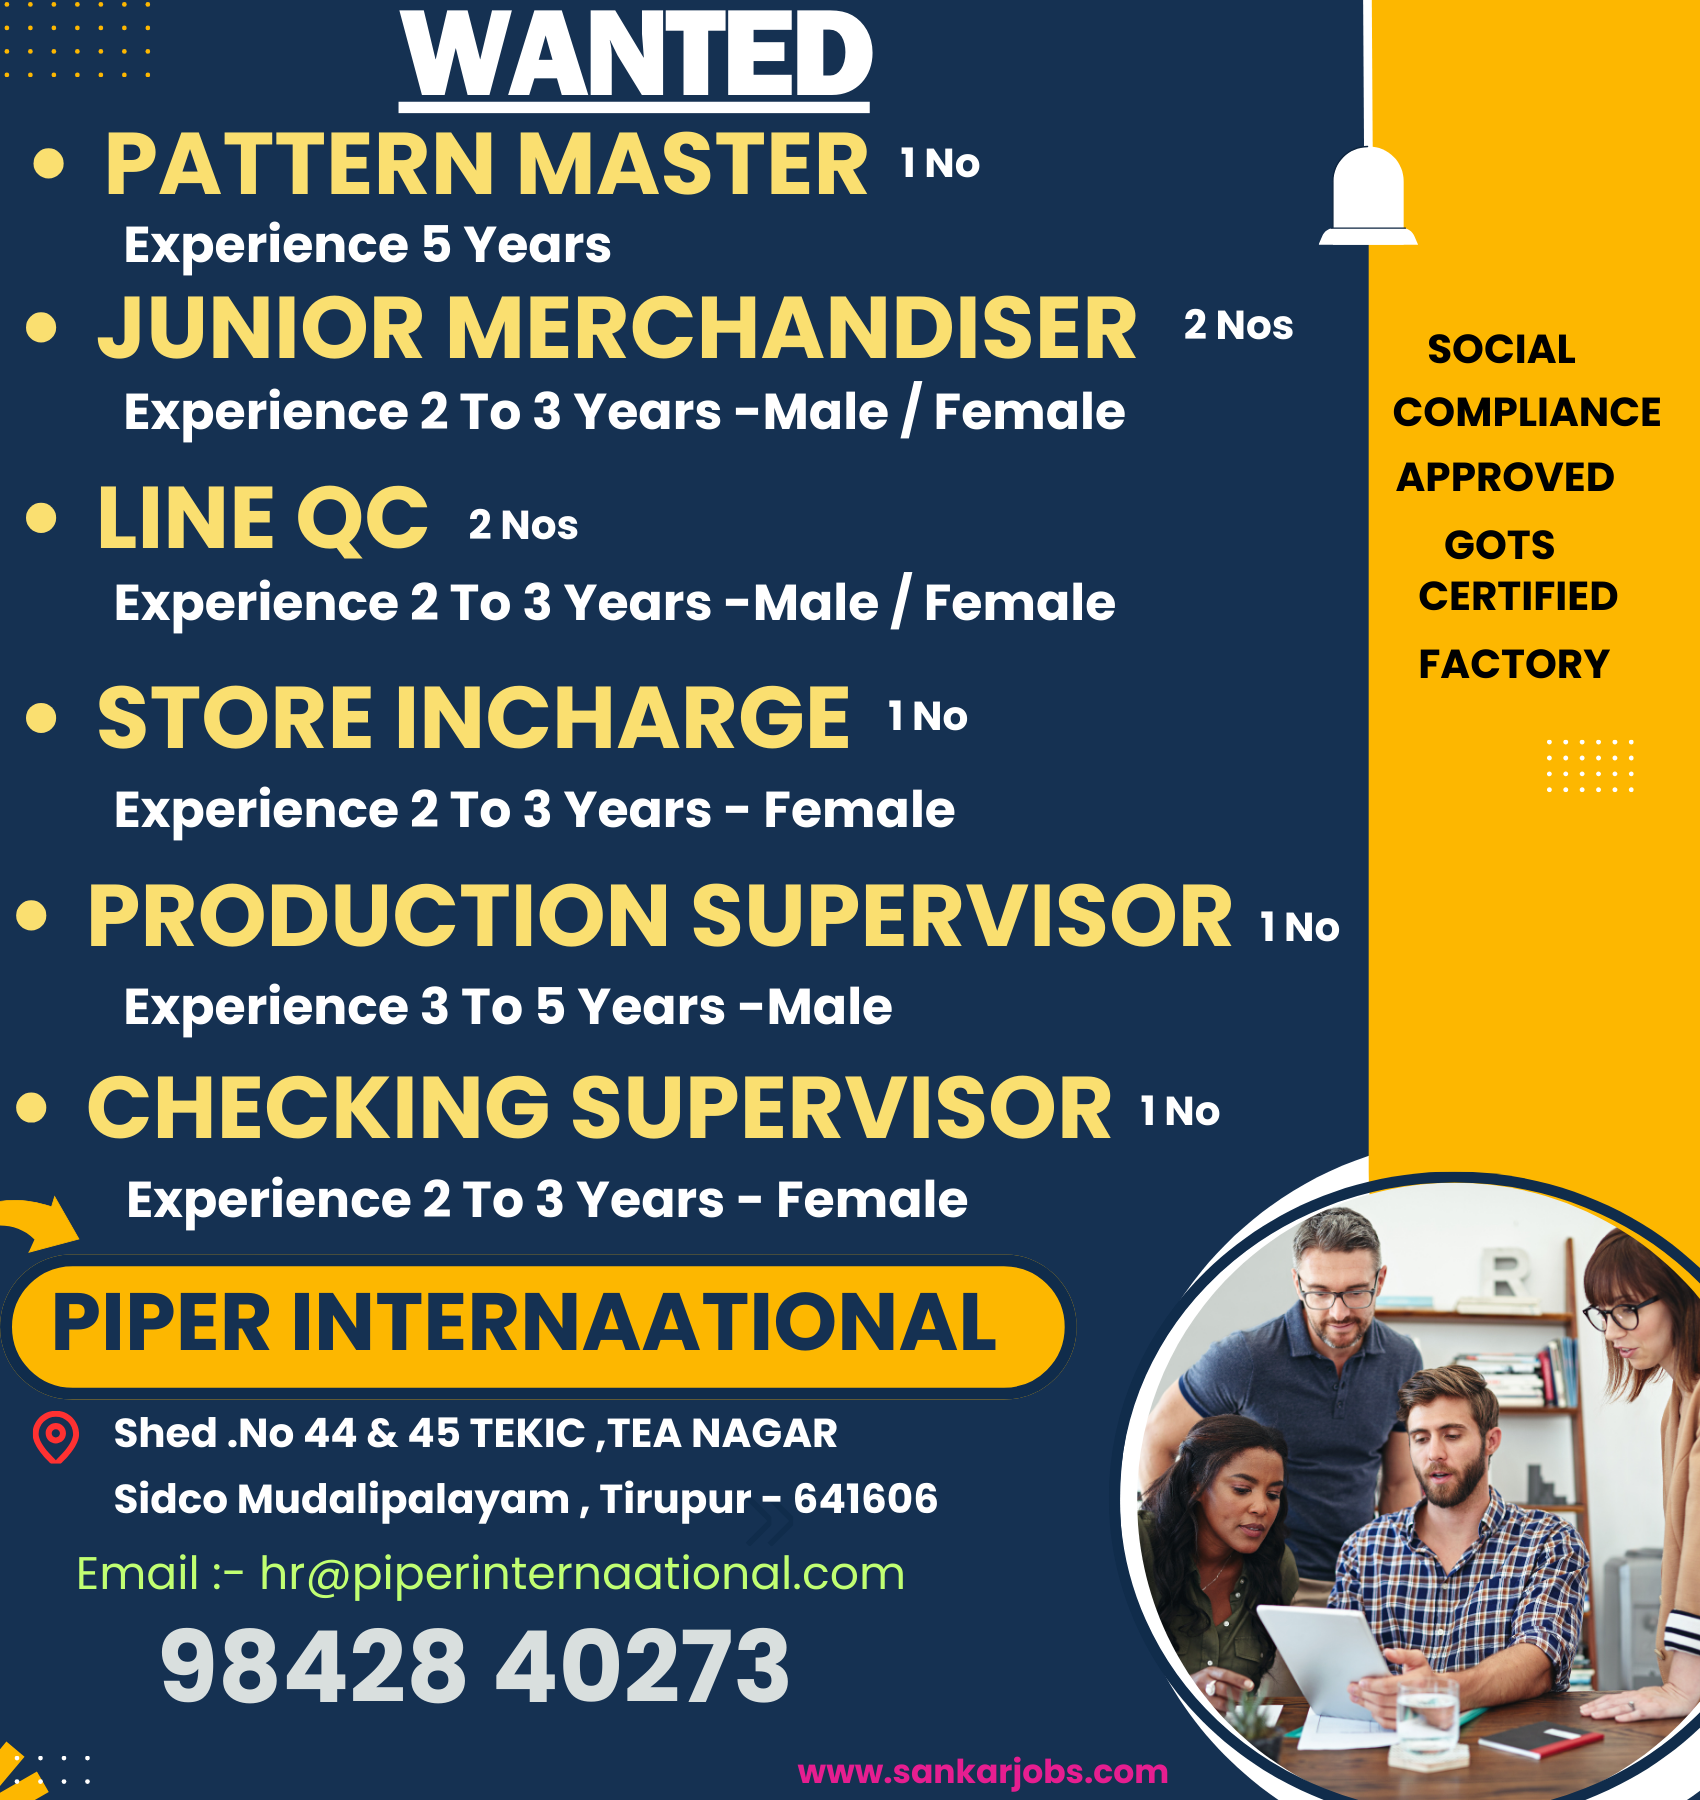 WANTED
• PATTERN MASTER 1 No
Experience 5 Years
• JUNIOR MERCHANDISER 2 Nos
Experience 2 To 3 Years -Male / Female
• LINE QC 2 Nos
Experience 2 To 3 Years -Male / Female
• STORE INCHARGE 1 No
Experience 2 To 3 Years - Female
• PRODUCTION SUPERVISOR 1 No
Experience 3 To 5 Years -Male
• CHECKING SUPERVISOR 1 No
Experience 2 To 3 Years - Female
SOCIAL
COMPLIANCE
APPROVED
GOTS
CERTIFIED
FACTORY
R
PIPER INTERNAATIONAL
Shed .No 44 & 45 TEKIC ,TEA NAGAR
Sidco Mudalipalayam , Tirupur - 641606
Email :- hr@piperinternaational.com
98428 40273
www.sankarjobs.com